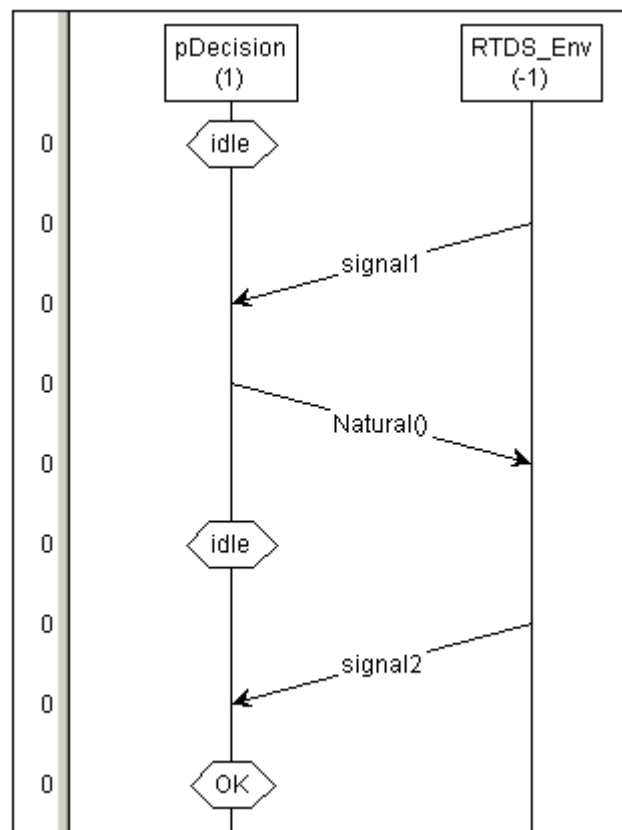 pDecision
(1)
RTDS_Env
(-1)
0
idle
0
signal1
0
0
Natural()
0
0
idle
0
signal2
0
0
OK